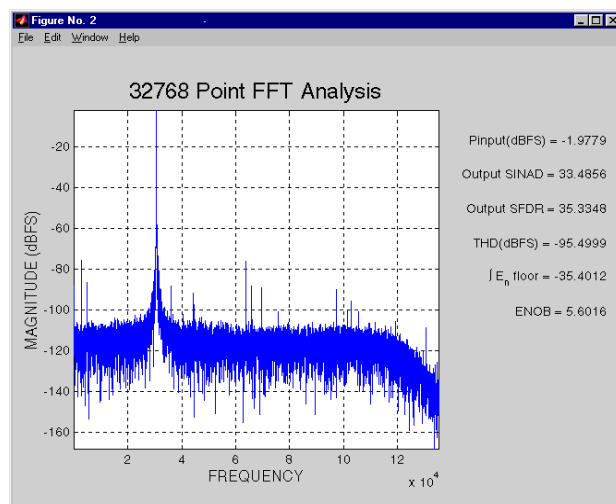 Figure No. 2
File Edit Window Help
32768 Point FFT Analysis
MAGNITUDE (dBFS)
-20
-40
-60
-80
-100
-120
-140
-160
2 4 6 8 10 12
FREQUENCY
x 10^4
Pinput(dBFS) = -1.9779
Output SINAD = 33.4856
Output SFDR = 35.3348
THD(dBFS) = -95.4999
∫ E_n floor = -35.4012
ENOB = 5.6016